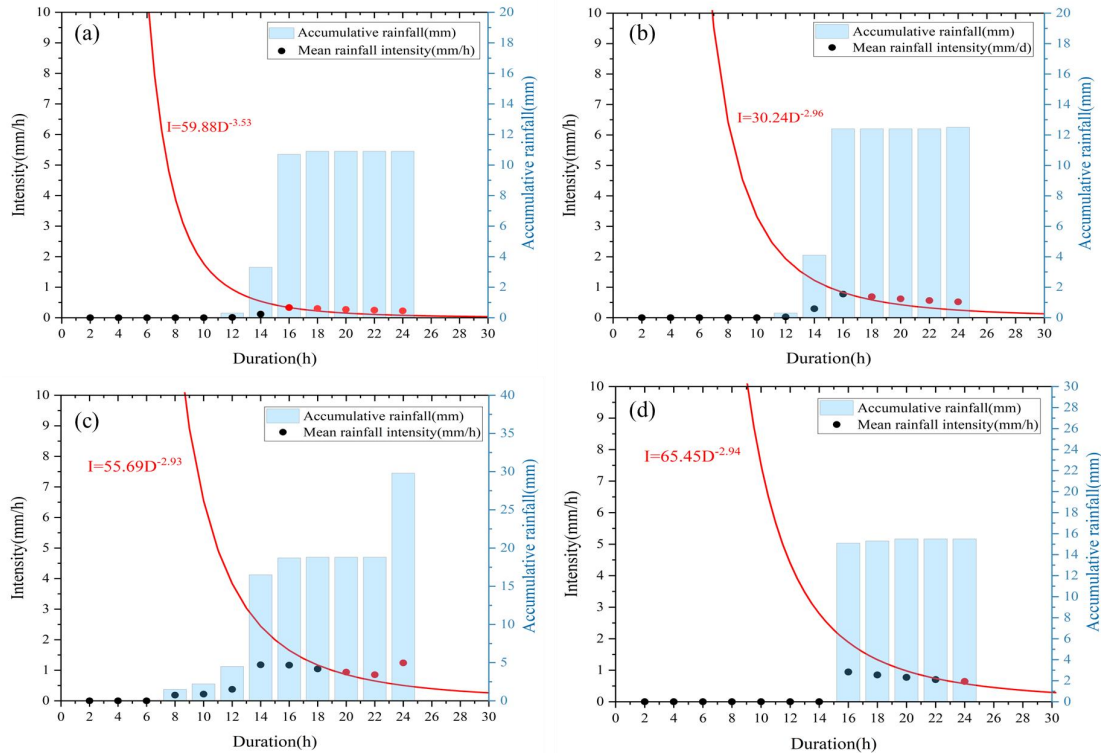 (a)
Accumulative rainfall(mm)
Mean rainfall intensity(mm/h)
I=59.88D-3.53
Intensity(mm/h)
Accumulative rainfall(mm)
10
9
8
7
6
5
4
3
2
1
0
20
18
16
14
12
10
8
6
4
2
0
0 2 4 6 8 10 12 14 16 18 20 22 24 26 28 30
Duration(h)
(b)
Accumulative rainfall(mm)
Mean rainfall intensity(mm/d)
I=30.24D-2.96
Intensity(mm/h)
Accumulative rainfall(mm)
10
9
8
7
6
5
4
3
2
1
0
20
18
16
14
12
10
8
6
4
2
0
0 2 4 6 8 10 12 14 16 18 20 22 24 26 28 30
Duration(h)
(c)
Accumulative rainfall(mm)
Mean rainfall intensity(mm/h)
I=55.69D-2.93
Intensity(mm/h)
Accumulative rainfall(mm)
10
9
8
7
6
5
4
3
2
1
0
40
35
30
25
20
15
10
5
0
0 2 4 6 8 10 12 14 16 18 20 22 24 26 28 30
Duration(h)
(d)
Accumulative rainfall(mm)
Mean rainfall intensity(mm/h)
I=65.45D-2.94
Intensity(mm/h)
Accumulative rainfall(mm)
10
9
8
7
6
5
4
3
2
1
0
30
28
26
24
22
20
18
16
14
12
10
8
6
4
2
0
0 2 4 6 8 10 12 14 16 18 20 22 24 26 28 30
Duration(h)